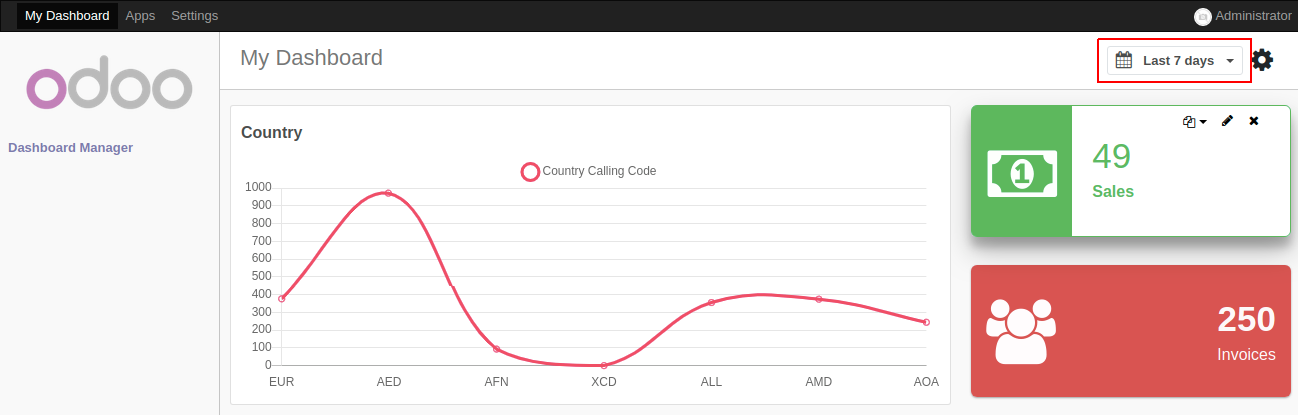 My Dashboard Apps Settings Administrator
odoo
Dashboard Manager
My Dashboard
Last 7 days
Country
Country Calling Code
1000
900
800
700
600
500
400
300
200
100
0
EUR AED AFN XCD ALL AMD AOA
1
49
Sales
250
Invoices